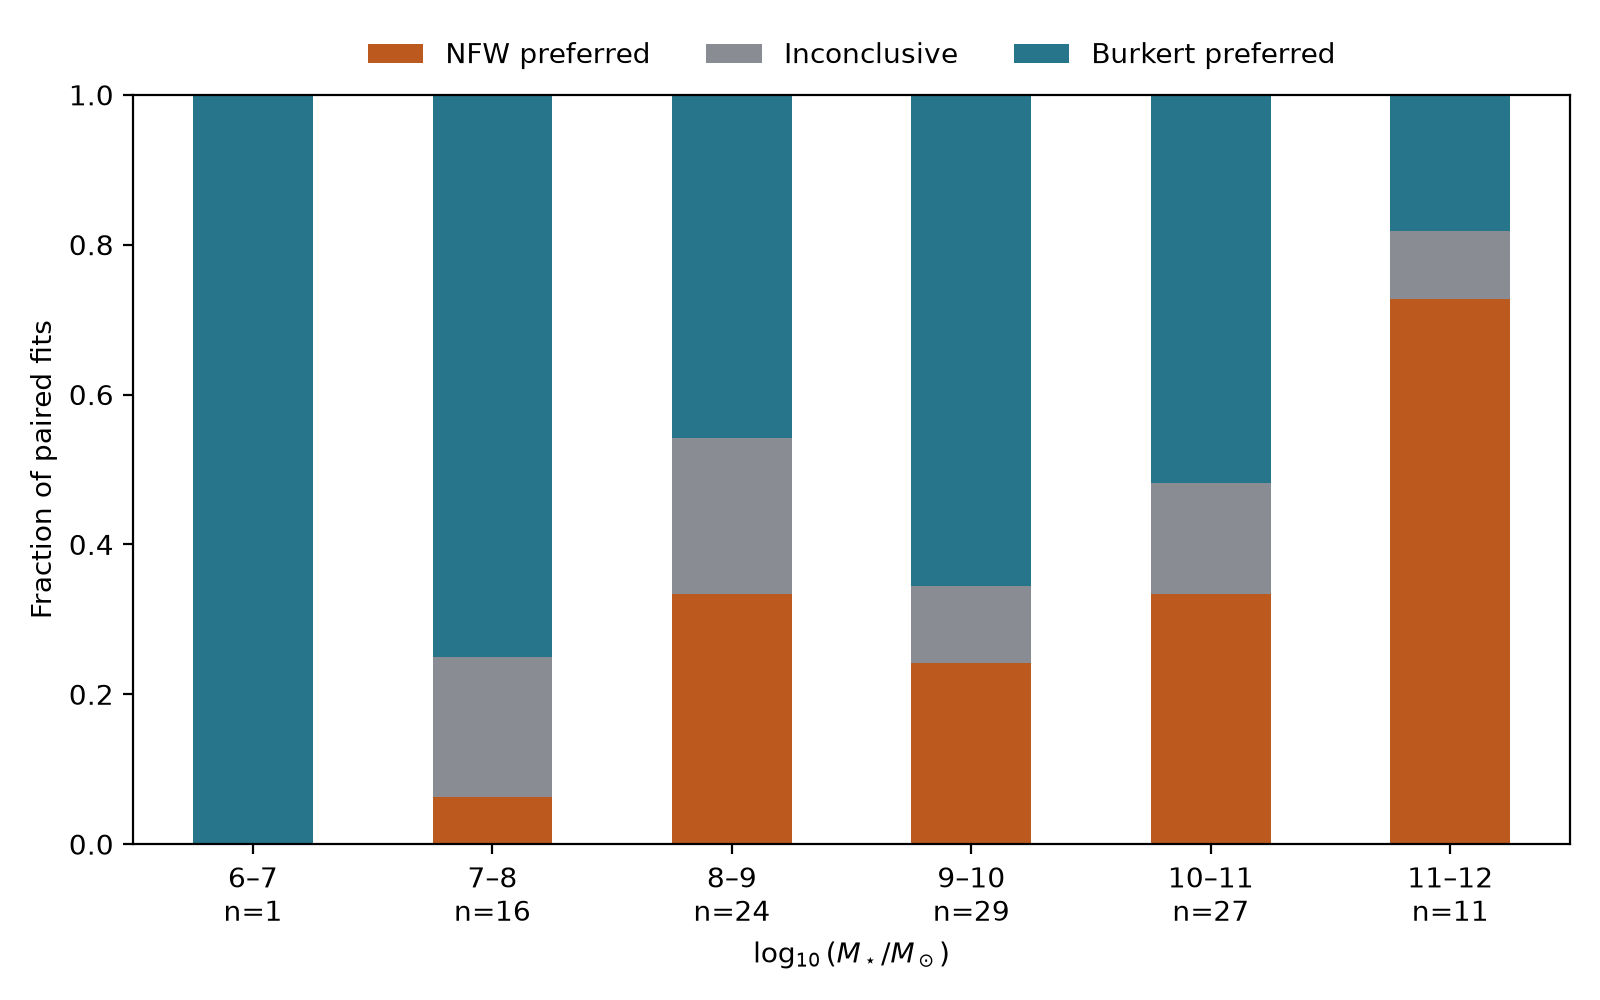 NFW preferred Inconclusive Burkert preferred
1.0
0.8
0.6
0.4
0.2
0.0
Fraction of paired fits
6–7 7–8 8–9 9–10 10–11 11–12
n=1 n=16 n=24 n=29 n=27 n=11
log₁₀(M⋆/M⊙)